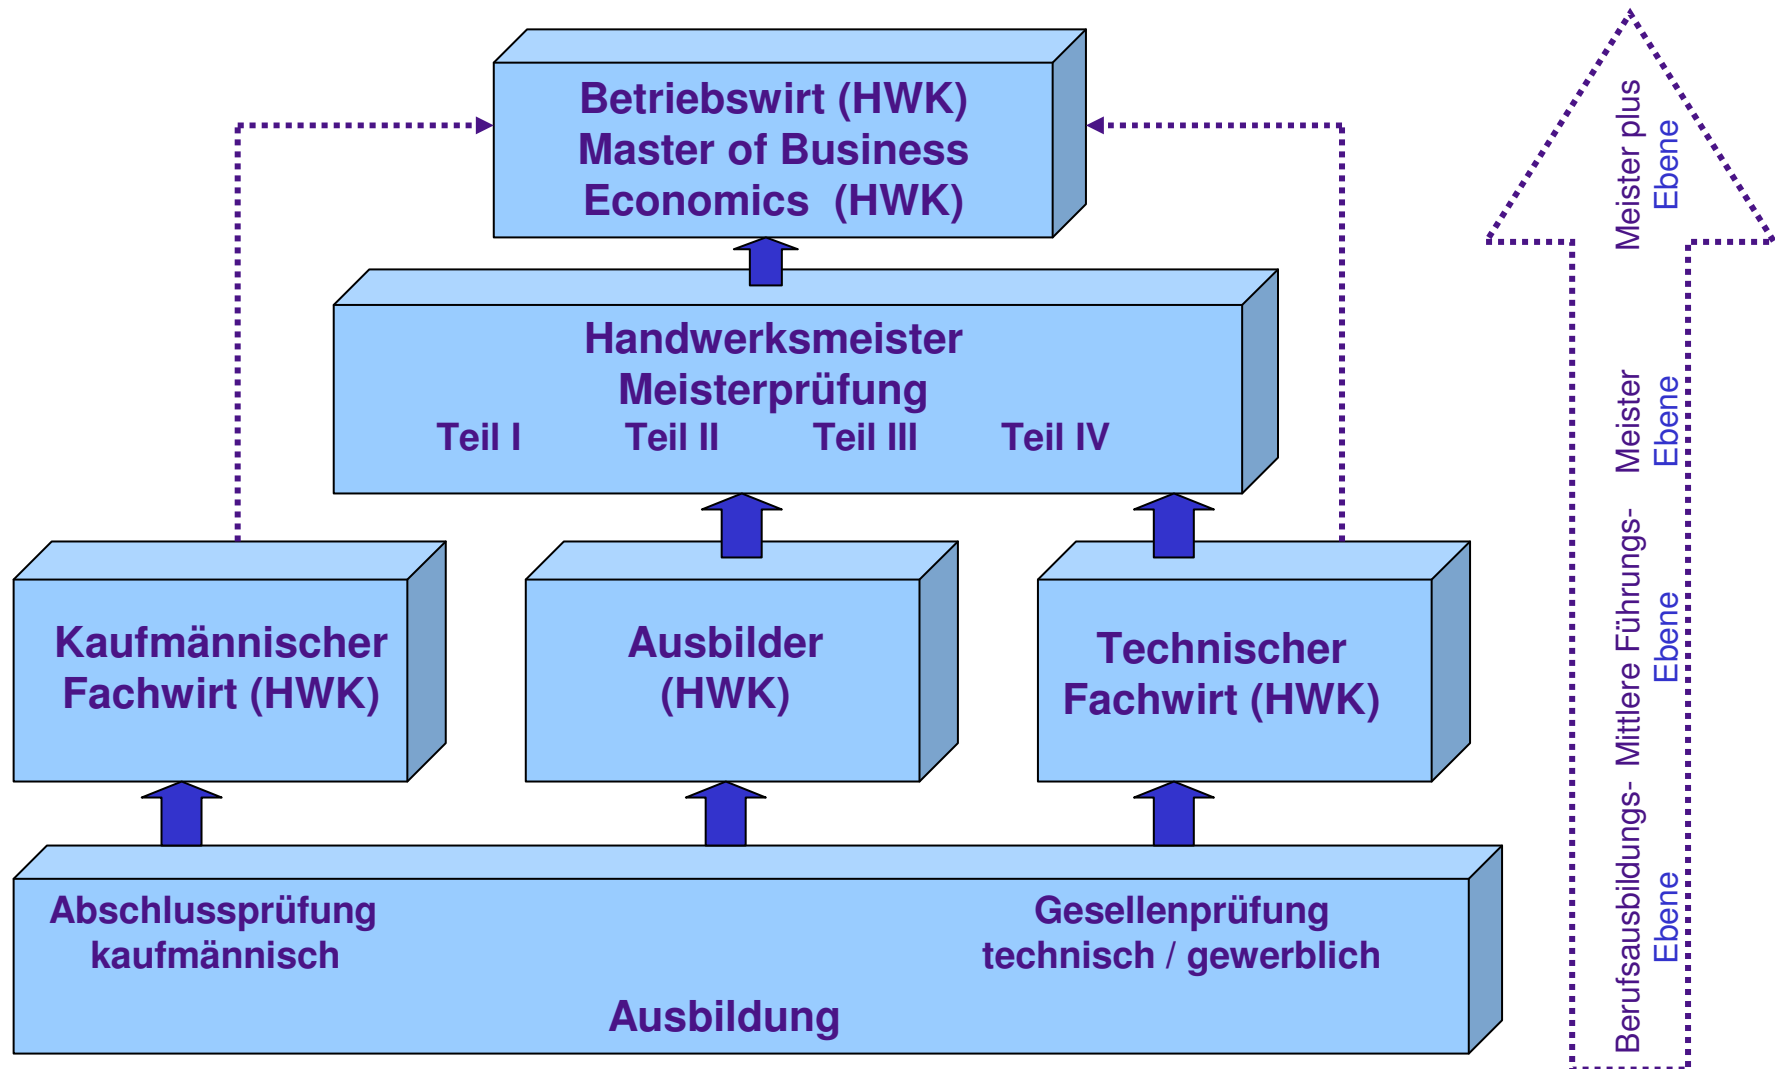 Betriebswirt (HWK)
Master of Business
Economics (HWK)
Handwerksmeister
Meisterprüfung
Teil I Teil II Teil III Teil IV
Kaufmännischer
Fachwirt (HWK)
Ausbilder
(HWK)
Technischer
Fachwirt (HWK)
Abschlussprüfung
kaufmännisch
Gesellenprüfung
technisch / gewerblich
Ausbildung
Berufsausbildungs- Mittlere Führungs- Meister Meister plus
Ebene Ebene Ebene Ebene